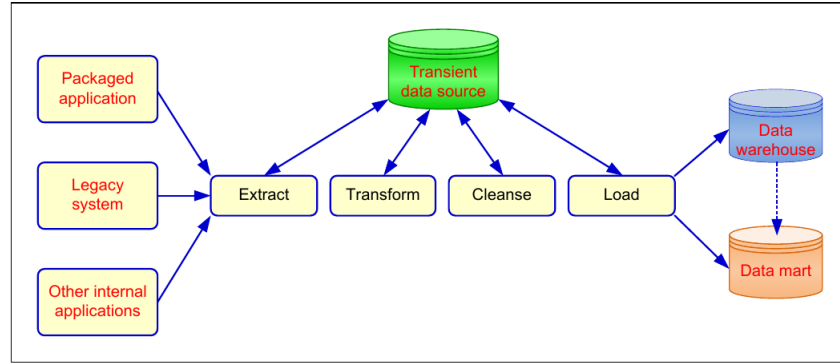 Transient
data source
Packaged
application
Data
warehouse
Legacy
system
Extract
Transform
Cleanse
Load
Other internal
applications
Data mart